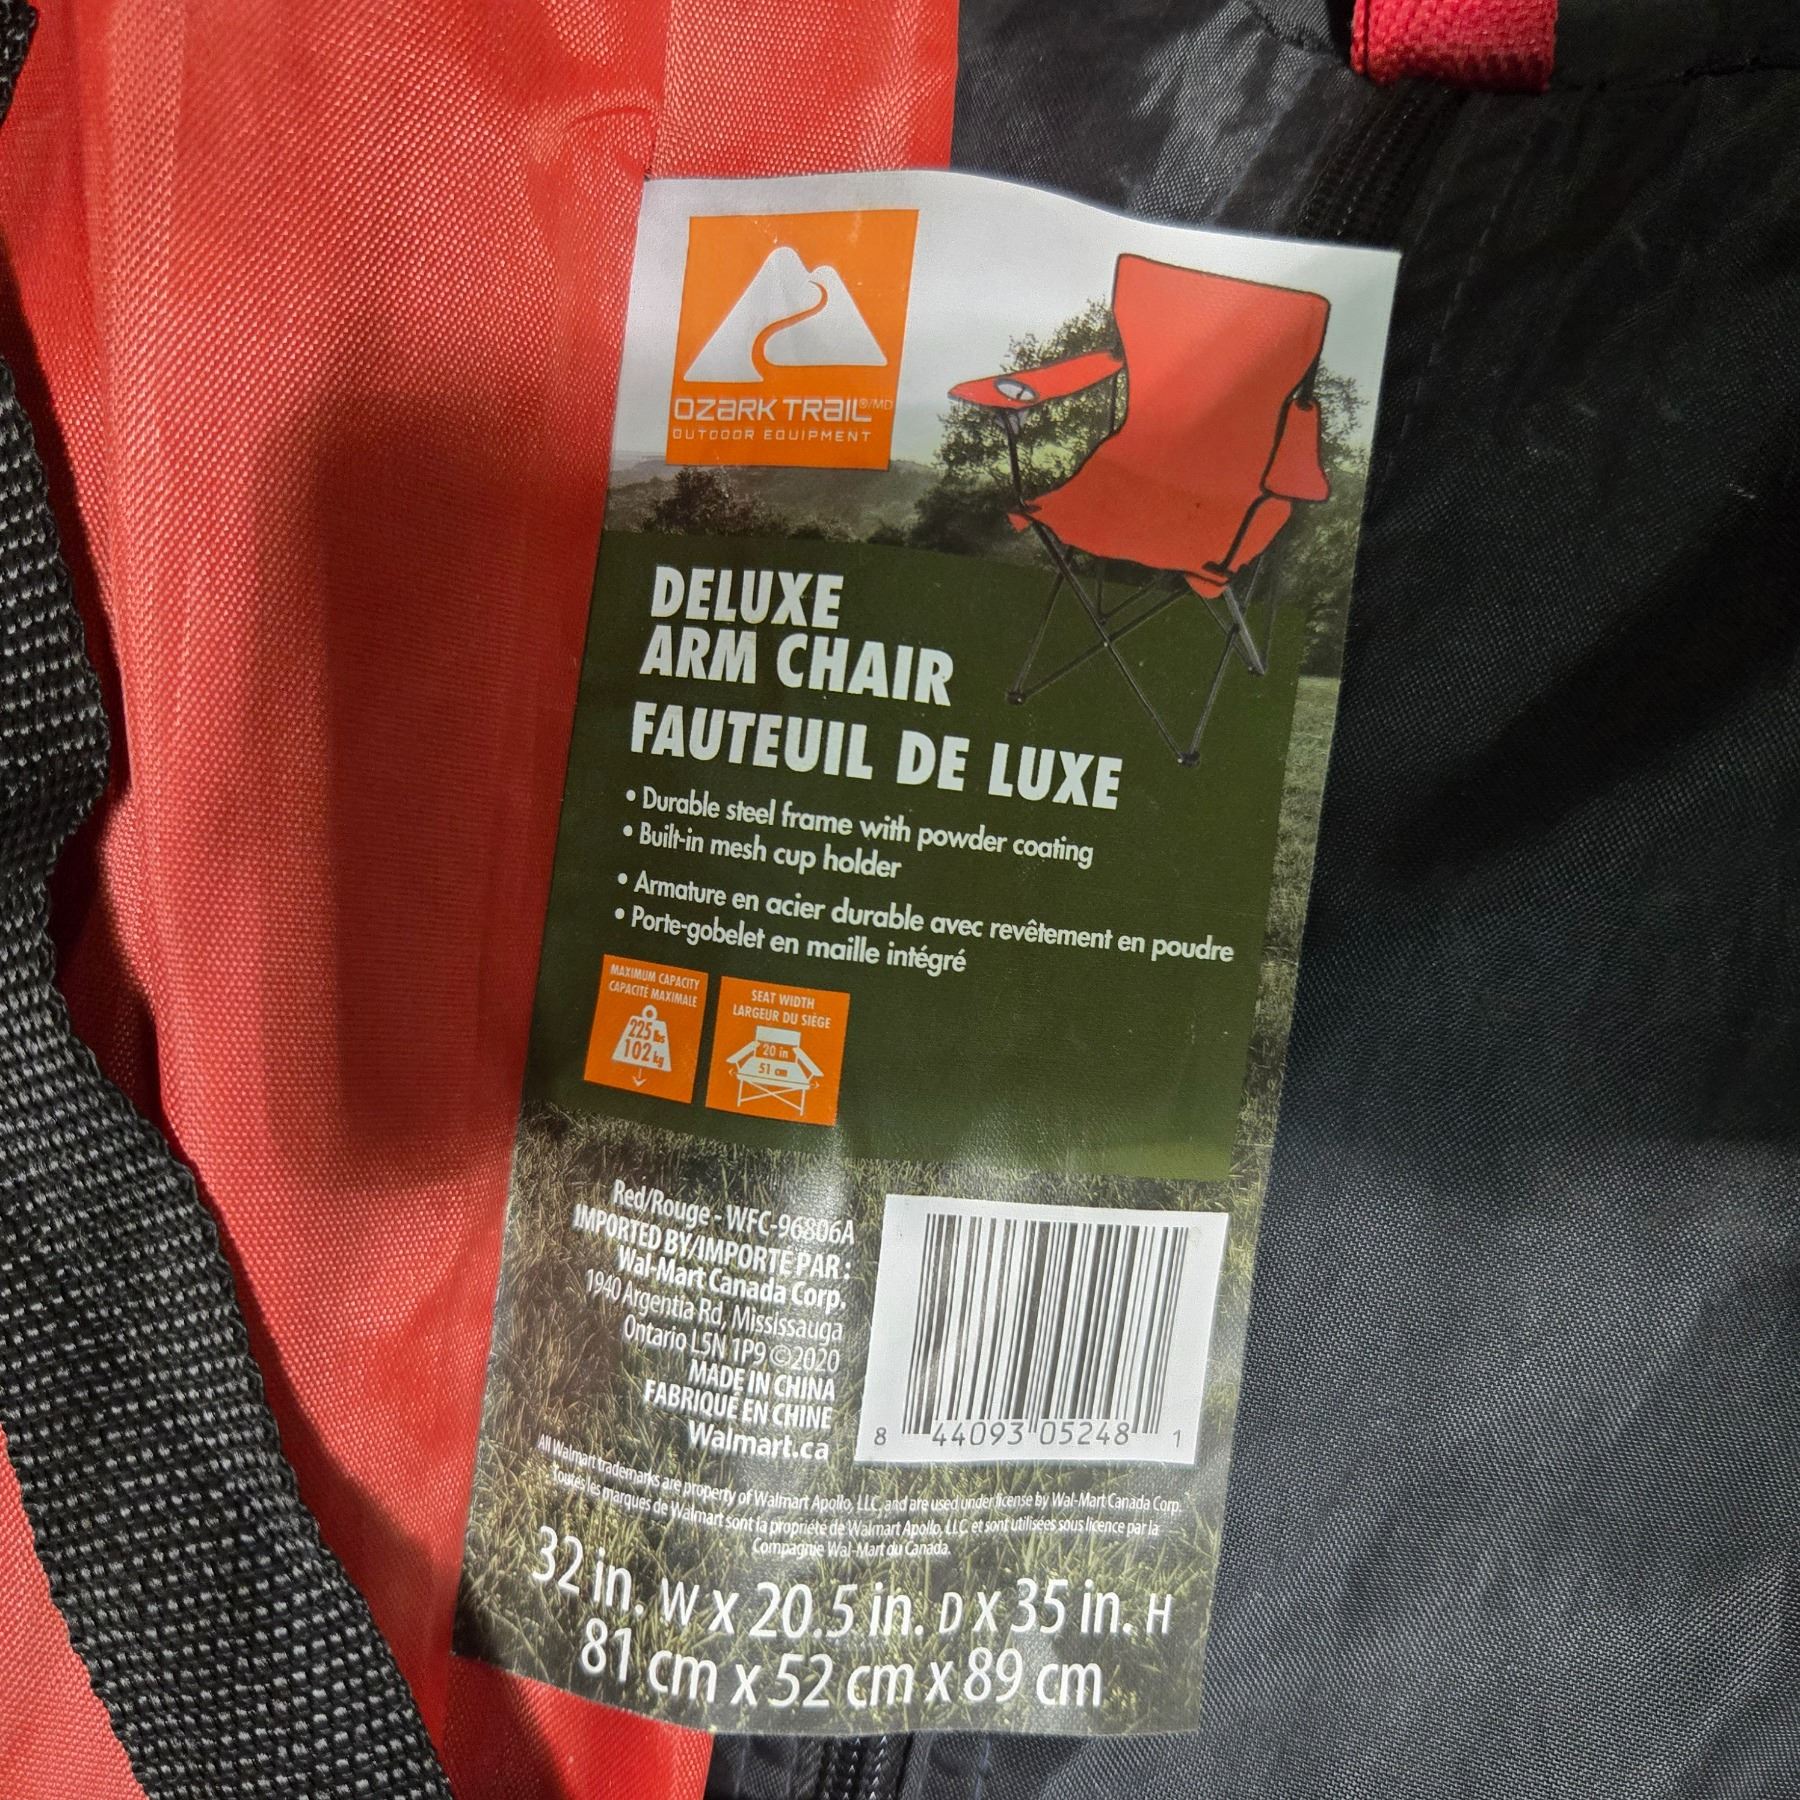 OZARK TRAIL®/MD
OUTDOOR EQUIPMENT
DELUXE
ARM CHAIR
FAUTEUIL DE LUXE
• Durable steel frame with powder coating
• Built-in mesh cup holder
• Armature en acier durable avec revêtement en poudre
• Porte-gobelet en maille intégré
MAXIMUM CAPACITY
CAPACITÉ MAXIMALE
225 lbs
102 kg
SEAT WIDTH
LARGEUR DU SIÈGE
20 in
51 cm
Red/Rouge - WFC-96806A
IMPORTED BY/IMPORTÉ PAR :
Wal-Mart Canada Corp.
1940 Argentia Rd, Mississauga
Ontario L5N 1P9 ©2020
MADE IN CHINA
FABRIQUÉ EN CHINE
Walmart.ca
8 44093 05248 1
All Walmart trademarks are property of Walmart Apollo, LLC, and are used under license by Wal-Mart Canada Corp.
Toutes les marques de Walmart sont la propriété de Walmart Apollo, LLC et sont utilisées sous licence par la
Compagnie Wal-Mart du Canada.
32 in. W x 20.5 in. D x 35 in. H
81 cm x 52 cm x 89 cm